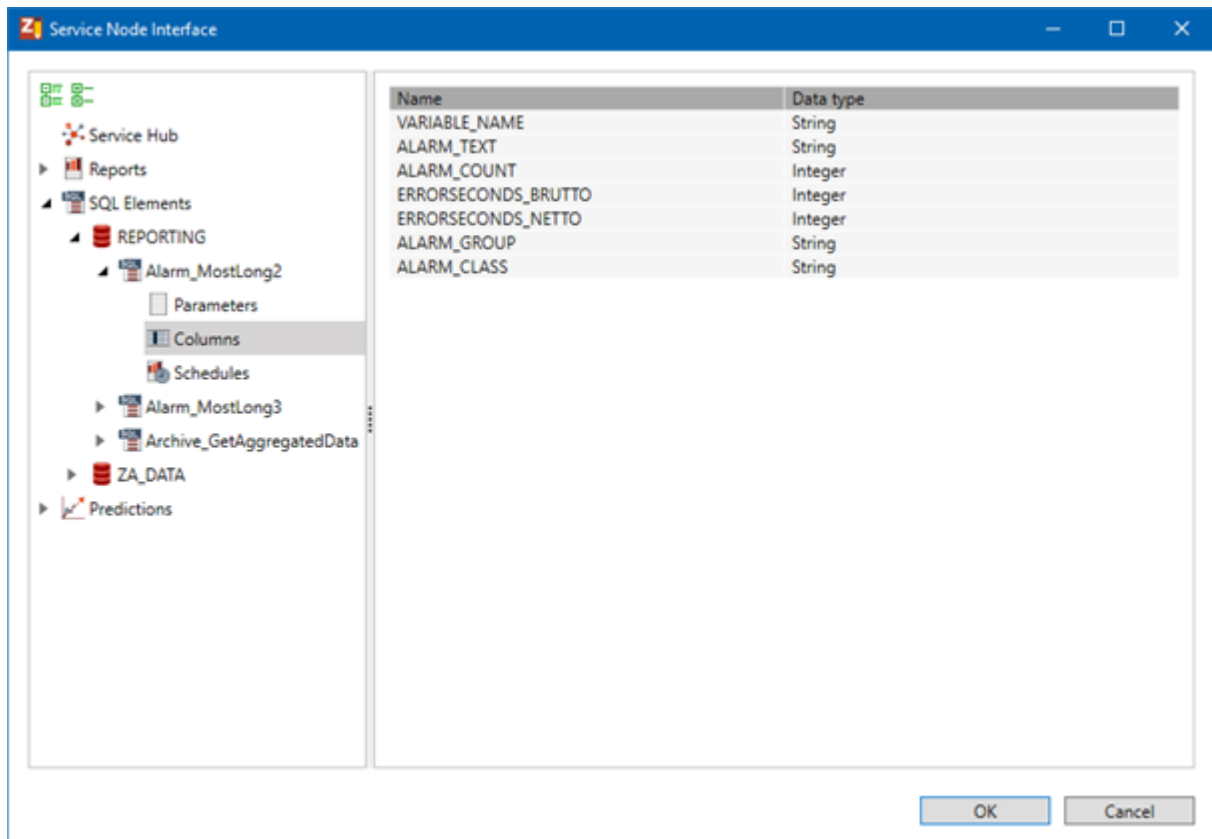 Service Node Interface
Service Hub
Reports
SQL Elements
REPORTING
Alarm_MostLong2
Parameters
Columns
Schedules
Alarm_MostLong3
Archive_GetAggregatedData
ZA_DATA
Predictions
Name Data type
VARIABLE_NAME String
ALARM_TEXT String
ALARM_COUNT Integer
ERRORSECONDS_BRUTTO Integer
ERRORSECONDS_NETTO Integer
ALARM_GROUP String
ALARM_CLASS String
OK Cancel